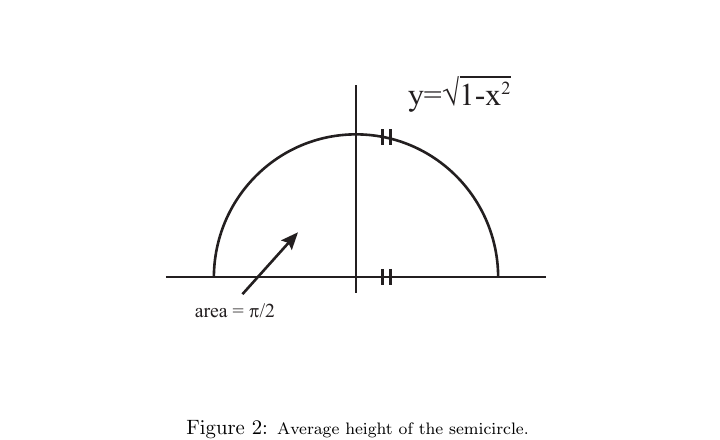 y=√1-x²
area = π/2
Figure 2: Average height of the semicircle.